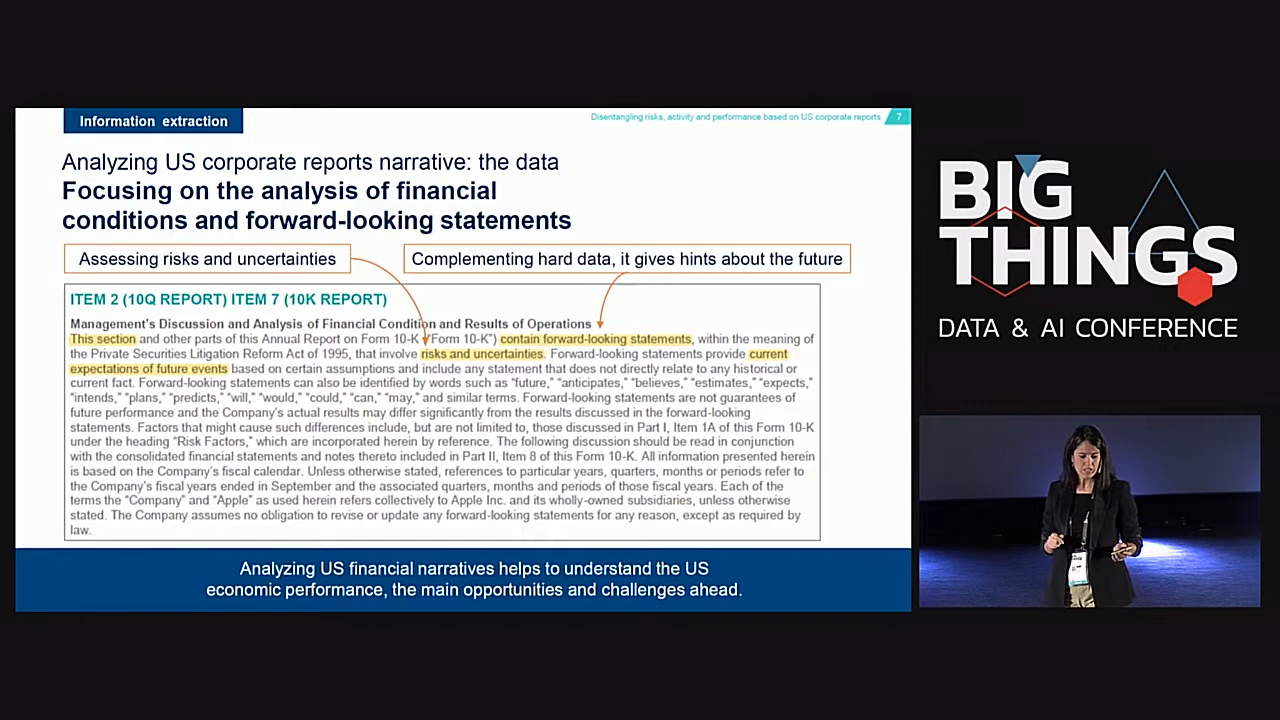 Information extraction
Disentangling risks, activity and performance based on US corporate reports
7
Analyzing US corporate reports narrative: the data
Focusing on the analysis of financial
conditions and forward-looking statements
Assessing risks and uncertainties
Complementing hard data, it gives hints about the future
ITEM 2 (10Q REPORT) ITEM 7 (10K REPORT)
Management's Discussion and Analysis of Financial Condition and Results of Operations
This section and other parts of this Annual Report on Form 10-K ("Form 10-K") contain forward-looking statements, within the meaning of
the Private Securities Litigation Reform Act of 1995, that involve risks and uncertainties. Forward-looking statements provide current
expectations of future events based on certain assumptions and include any statement that does not directly relate to any historical or
current fact. Forward-looking statements can also be identified by words such as "future," "anticipates," "believes," "estimates," "expects,"
"intends," "plans," "predicts," "will," "would," "could," "can," "may," and similar terms. Forward-looking statements are not guarantees of
future performance and the Company's actual results may differ significantly from the results discussed in the forward-looking
statements. Factors that might cause such differences include, but are not limited to, those discussed in Part I, Item 1A of this Form 10-K
under the heading "Risk Factors," which are incorporated herein by reference. The following discussion should be read in conjunction
with the consolidated financial statements and notes thereto included in Part II, Item 8 of this Form 10-K. All information presented herein
is based on the Company's fiscal calendar. Unless otherwise stated, references to particular years, quarters, months or periods refer to
the Company's fiscal years ended in September and the associated quarters, months and periods of those fiscal years. Each of the
terms the "Company" and "Apple" as used herein refers collectively to Apple Inc. and its wholly-owned subsidiaries, unless otherwise
stated. The Company assumes no obligation to revise or update any forward-looking statements for any reason, except as required by
law.
Analyzing US financial narratives helps to understand the US
economic performance, the main opportunities and challenges ahead.
BIG
THINGS
DATA & AI CONFERENCE